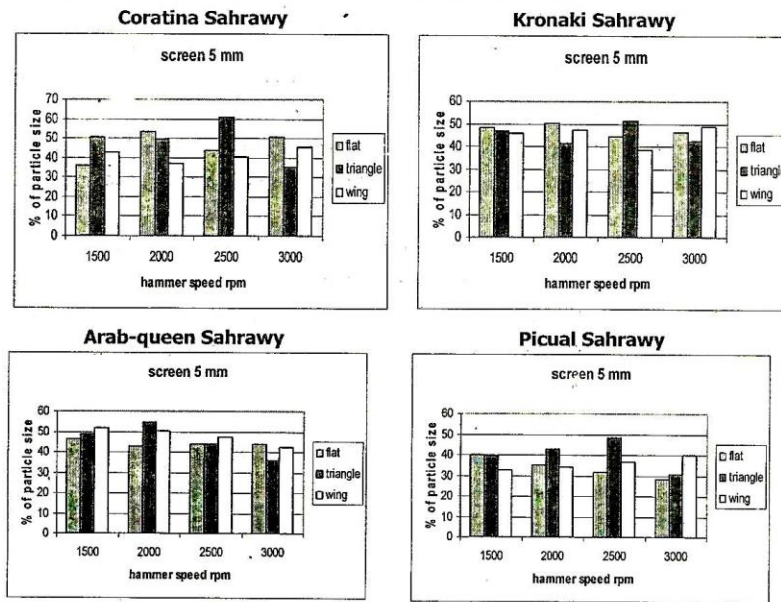 Coratina Sahrawy
screen 5 mm
% of particle size
70
60
50
40
30
20
10
0
1500 2000 2500 3000
hammer speed rpm
flat
triangle
wing
Kronaki Sahrawy
screen 5 mm
% of particle size
60
50
40
30
20
10
0
1500 2000 2500 3000
hammer speed rpm
flat
triangle
wing
Arab-queen Sahrawy
screen 5 mm
% of particle size
60
50
40
30
20
10
0
1500 2000 2500 3000
hammer speed rpm
flat
triangle
wing
Picual Sahrawy
screen 5 mm
% of particle size
60
50
40
30
20
10
0
1500 2000 2500 3000
hammer speed rpm
flat
triangle
wing